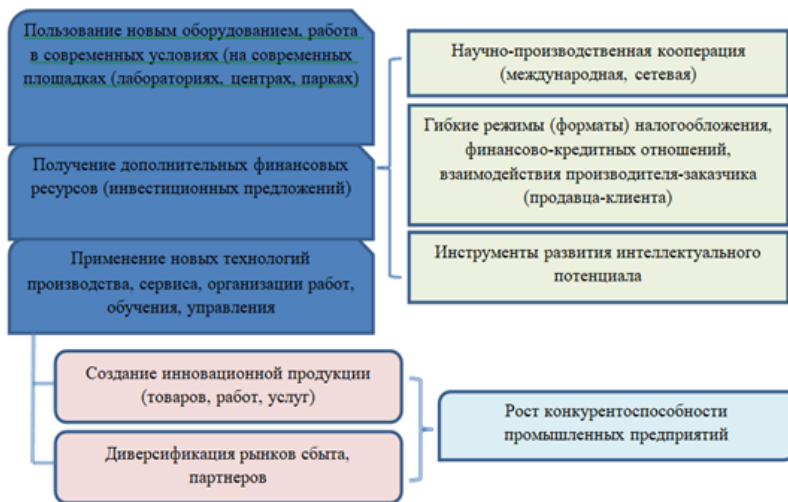 Пользование новым оборудованием, работа
в современных условиях (на современных
площадках (лабораториях, центрах, парках)
Получение дополнительных финансовых
ресурсов (инвестиционных предложений)
Применение новых технологий
производства, сервиса, организации работ,
обучения, управления
Научно-производственная кооперация
(международная, сетевая)
Гибкие режимы (форматы) налогообложения,
финансово-кредитных отношений,
взаимодействия производителя-заказчика
(продавца-клиента)
Инструменты развития интеллектуального
потенциала
Создание инновационной продукции
(товаров, работ, услуг)
Диверсификация рынков сбыта,
партнеров
Рост конкурентоспособности
промышленных предприятий